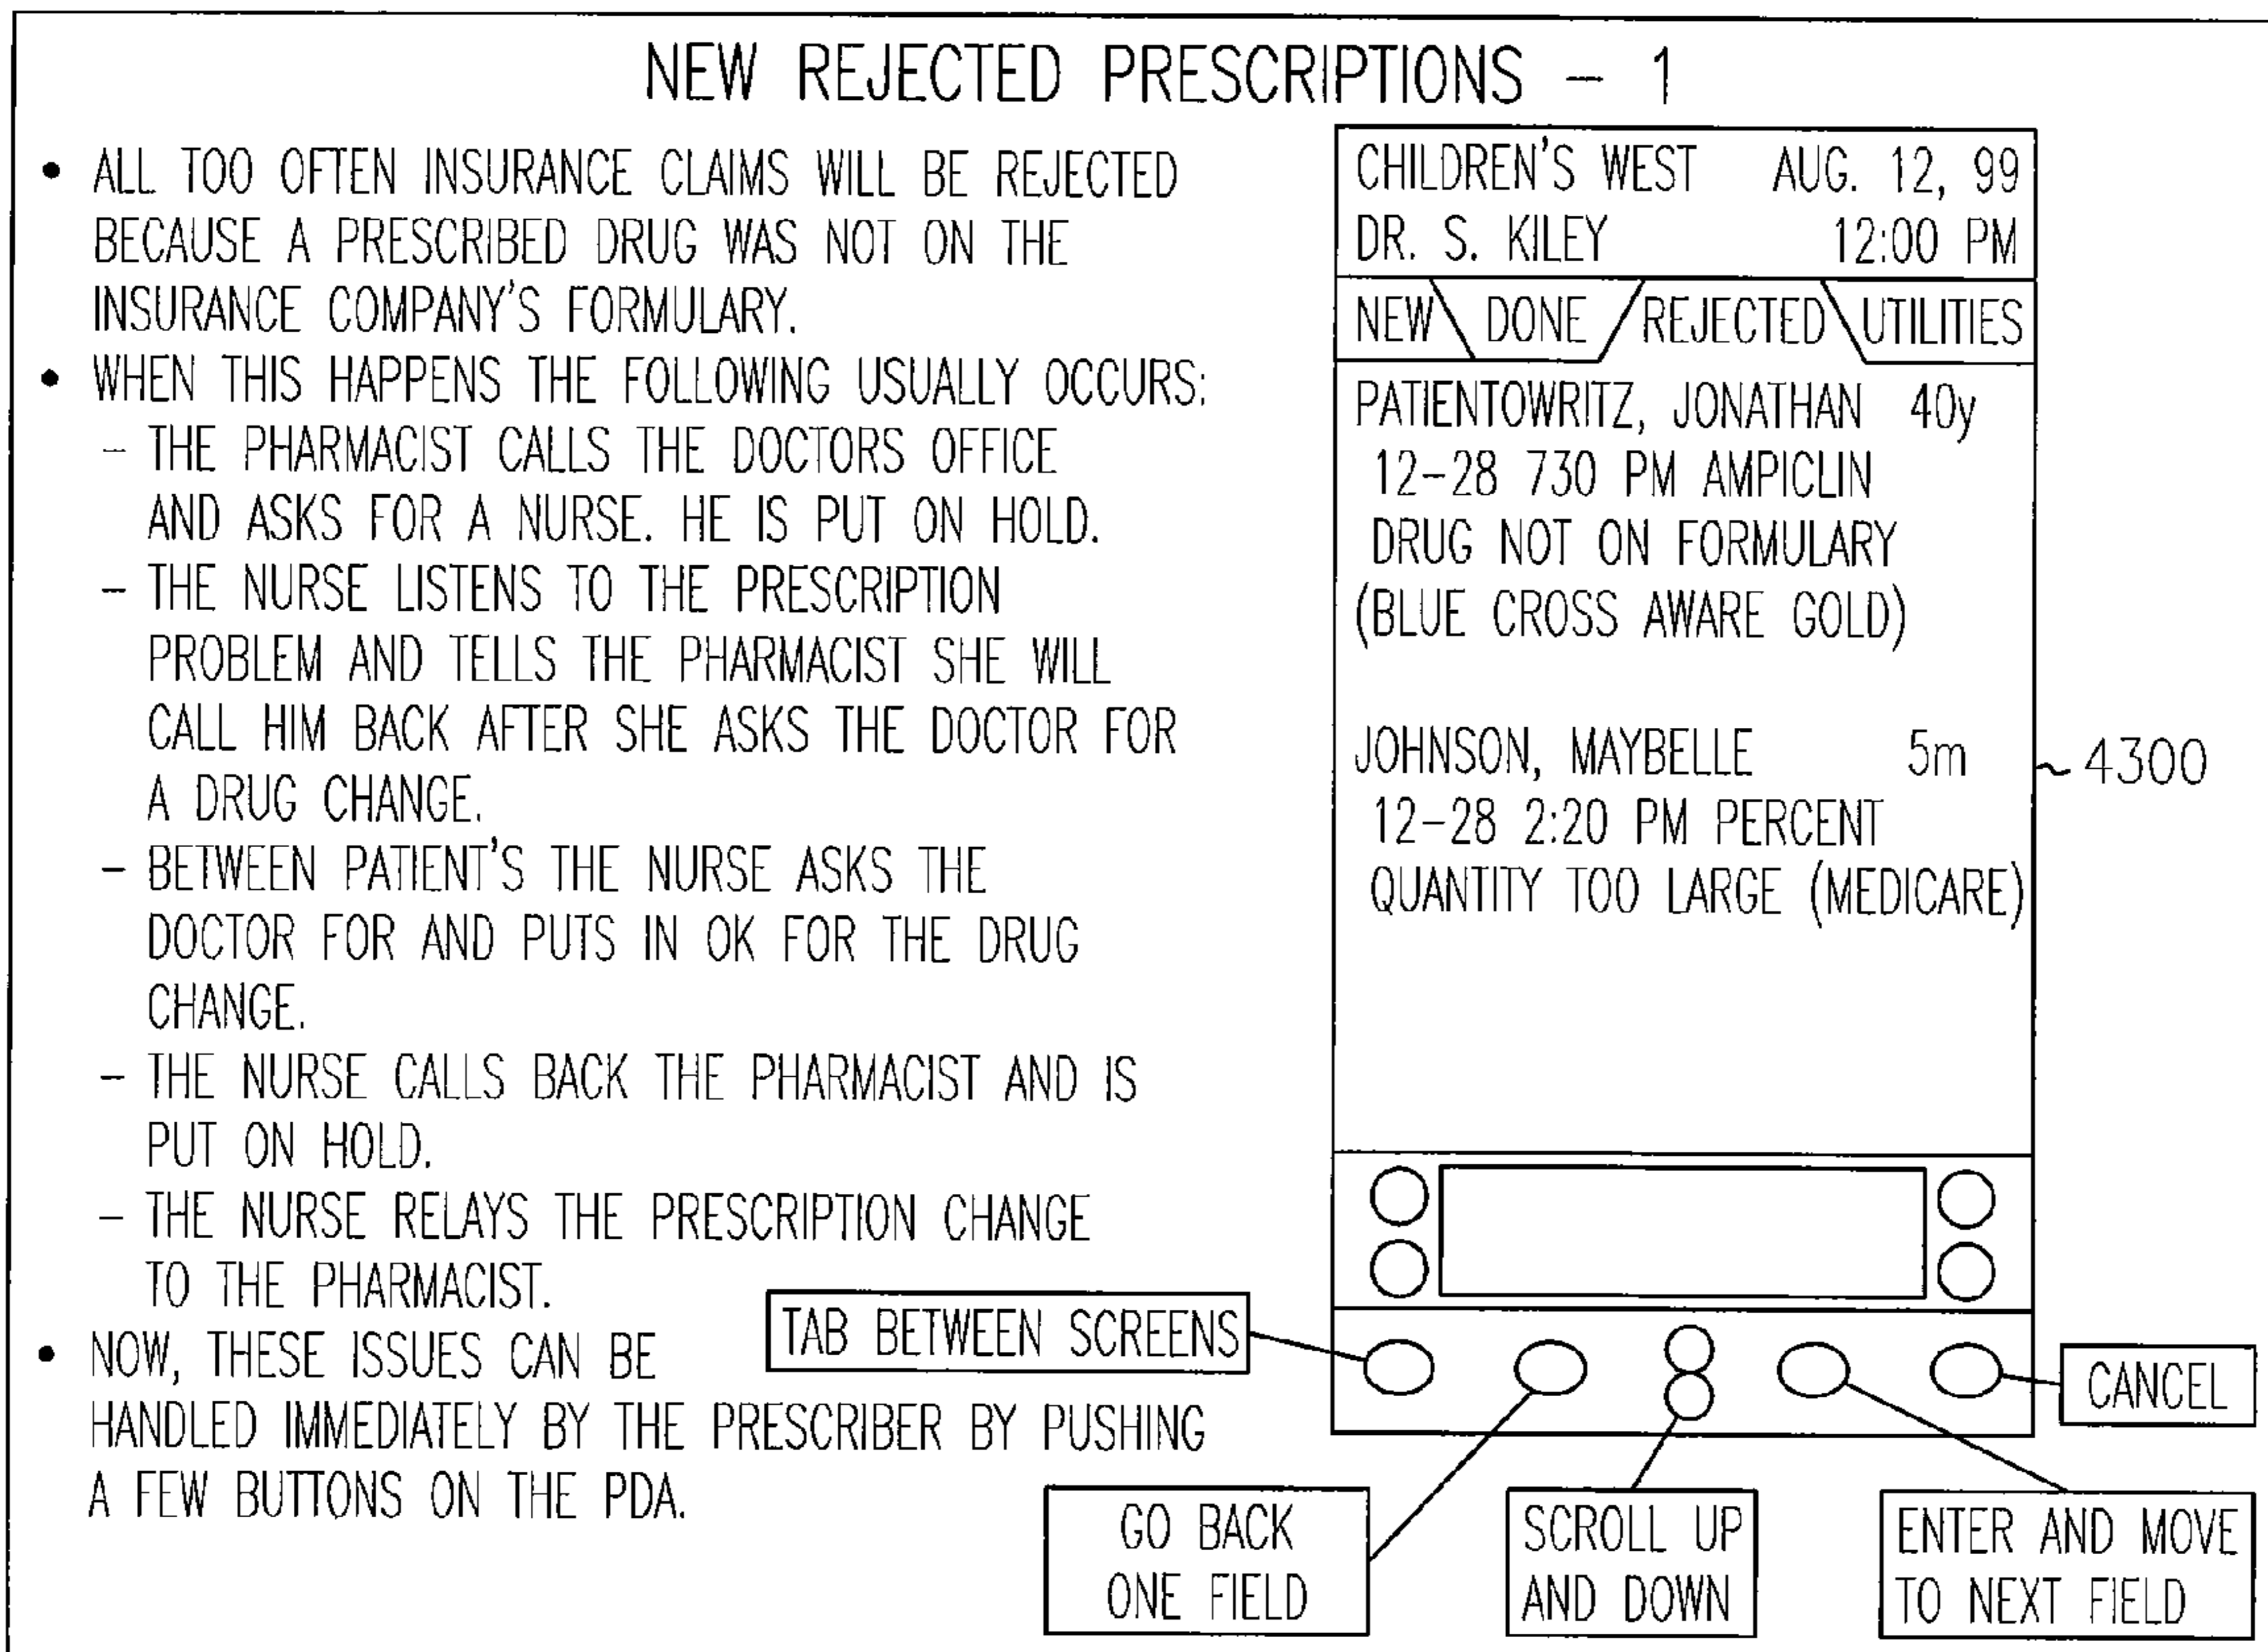 NEW REJECTED PRESCRIPTIONS – 1
• ALL TOO OFTEN INSURANCE CLAIMS WILL BE REJECTED
BECAUSE A PRESCRIBED DRUG WAS NOT ON THE
INSURANCE COMPANY'S FORMULARY.
• WHEN THIS HAPPENS THE FOLLOWING USUALLY OCCURS:
– THE PHARMACIST CALLS THE DOCTORS OFFICE
AND ASKS FOR A NURSE. HE IS PUT ON HOLD.
– THE NURSE LISTENS TO THE PRESCRIPTION
PROBLEM AND TELLS THE PHARMACIST SHE WILL
CALL HIM BACK AFTER SHE ASKS THE DOCTOR FOR
A DRUG CHANGE.
– BETWEEN PATIENT'S THE NURSE ASKS THE
DOCTOR FOR AND PUTS IN OK FOR THE DRUG
CHANGE.
– THE NURSE CALLS BACK THE PHARMACIST AND IS
PUT ON HOLD.
– THE NURSE RELAYS THE PRESCRIPTION CHANGE
TO THE PHARMACIST.
• NOW, THESE ISSUES CAN BE
HANDLED IMMEDIATELY BY THE PRESCRIBER BY PUSHING
A FEW BUTTONS ON THE PDA.
CHILDREN'S WEST AUG. 12, 99
DR. S. KILEY 12:00 PM
NEW DONE REJECTED UTILITIES
PATIENTOWRITZ, JONATHAN 40y
12–28 730 PM AMPICLIN
DRUG NOT ON FORMULARY
(BLUE CROSS AWARE GOLD)
JOHNSON, MAYBELLE 5m
12–28 2:20 PM PERCENT
QUANTITY TOO LARGE (MEDICARE)
4300
TAB BETWEEN SCREENS
CANCEL
GO BACK
ONE FIELD
SCROLL UP
AND DOWN
ENTER AND MOVE
TO NEXT FIELD